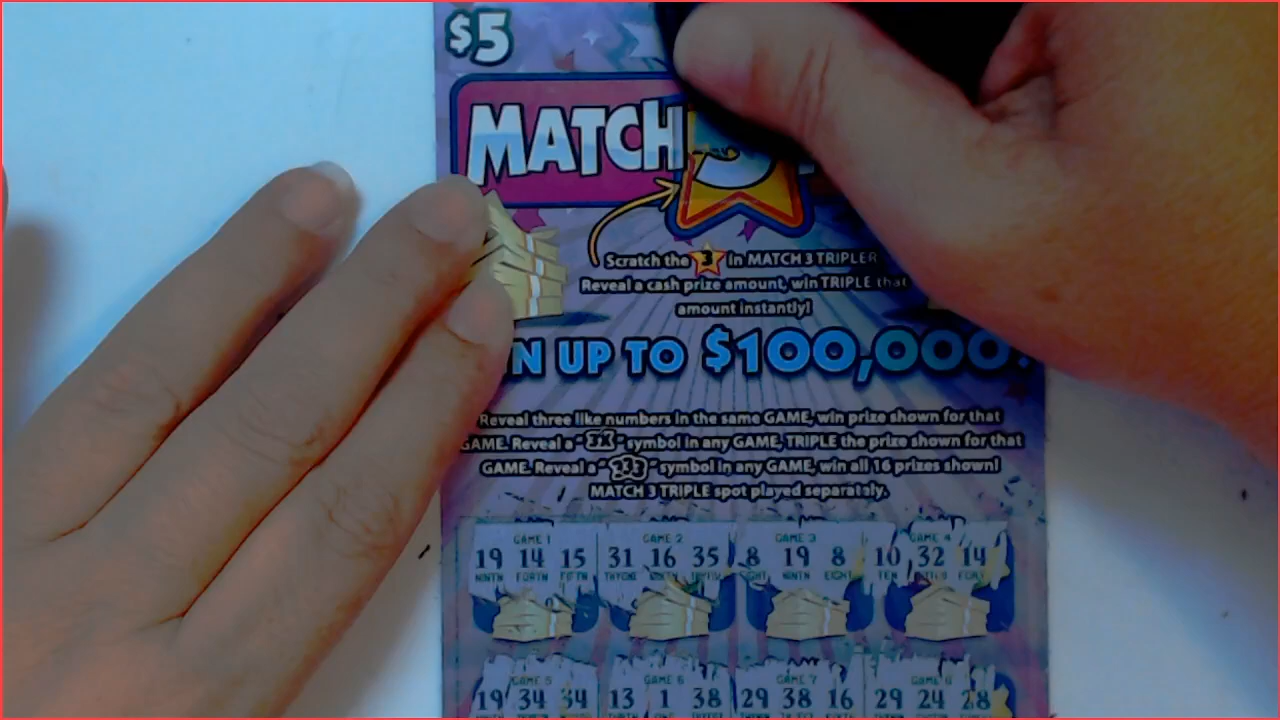 $5
MATCH 3
Scratch the 3 in MATCH 3 TRIPLER
Reveal a cash prize amount, win TRIPLE that
amount instantly!
N UP TO $100,000!
Reveal three like numbers in the same GAME, win prize shown for that
GAME. Reveal a "3X" symbol in any GAME, TRIPLE the prize shown for that
GAME. Reveal a "333" symbol in any GAME, win all 16 prizes shown!
MATCH 3 TRIPLE spot played separately.
GAME 1 GAME 2 GAME 3 GAME 4
19 14 15 31 16 35 8 19 8 10 32 14
NINTN FORTN FIFTN NINTN EIGHT TEN
GAME 5 GAME 6 GAME 7 GAME 8
19 34 34 13 1 38 29 38 16 29 24 28